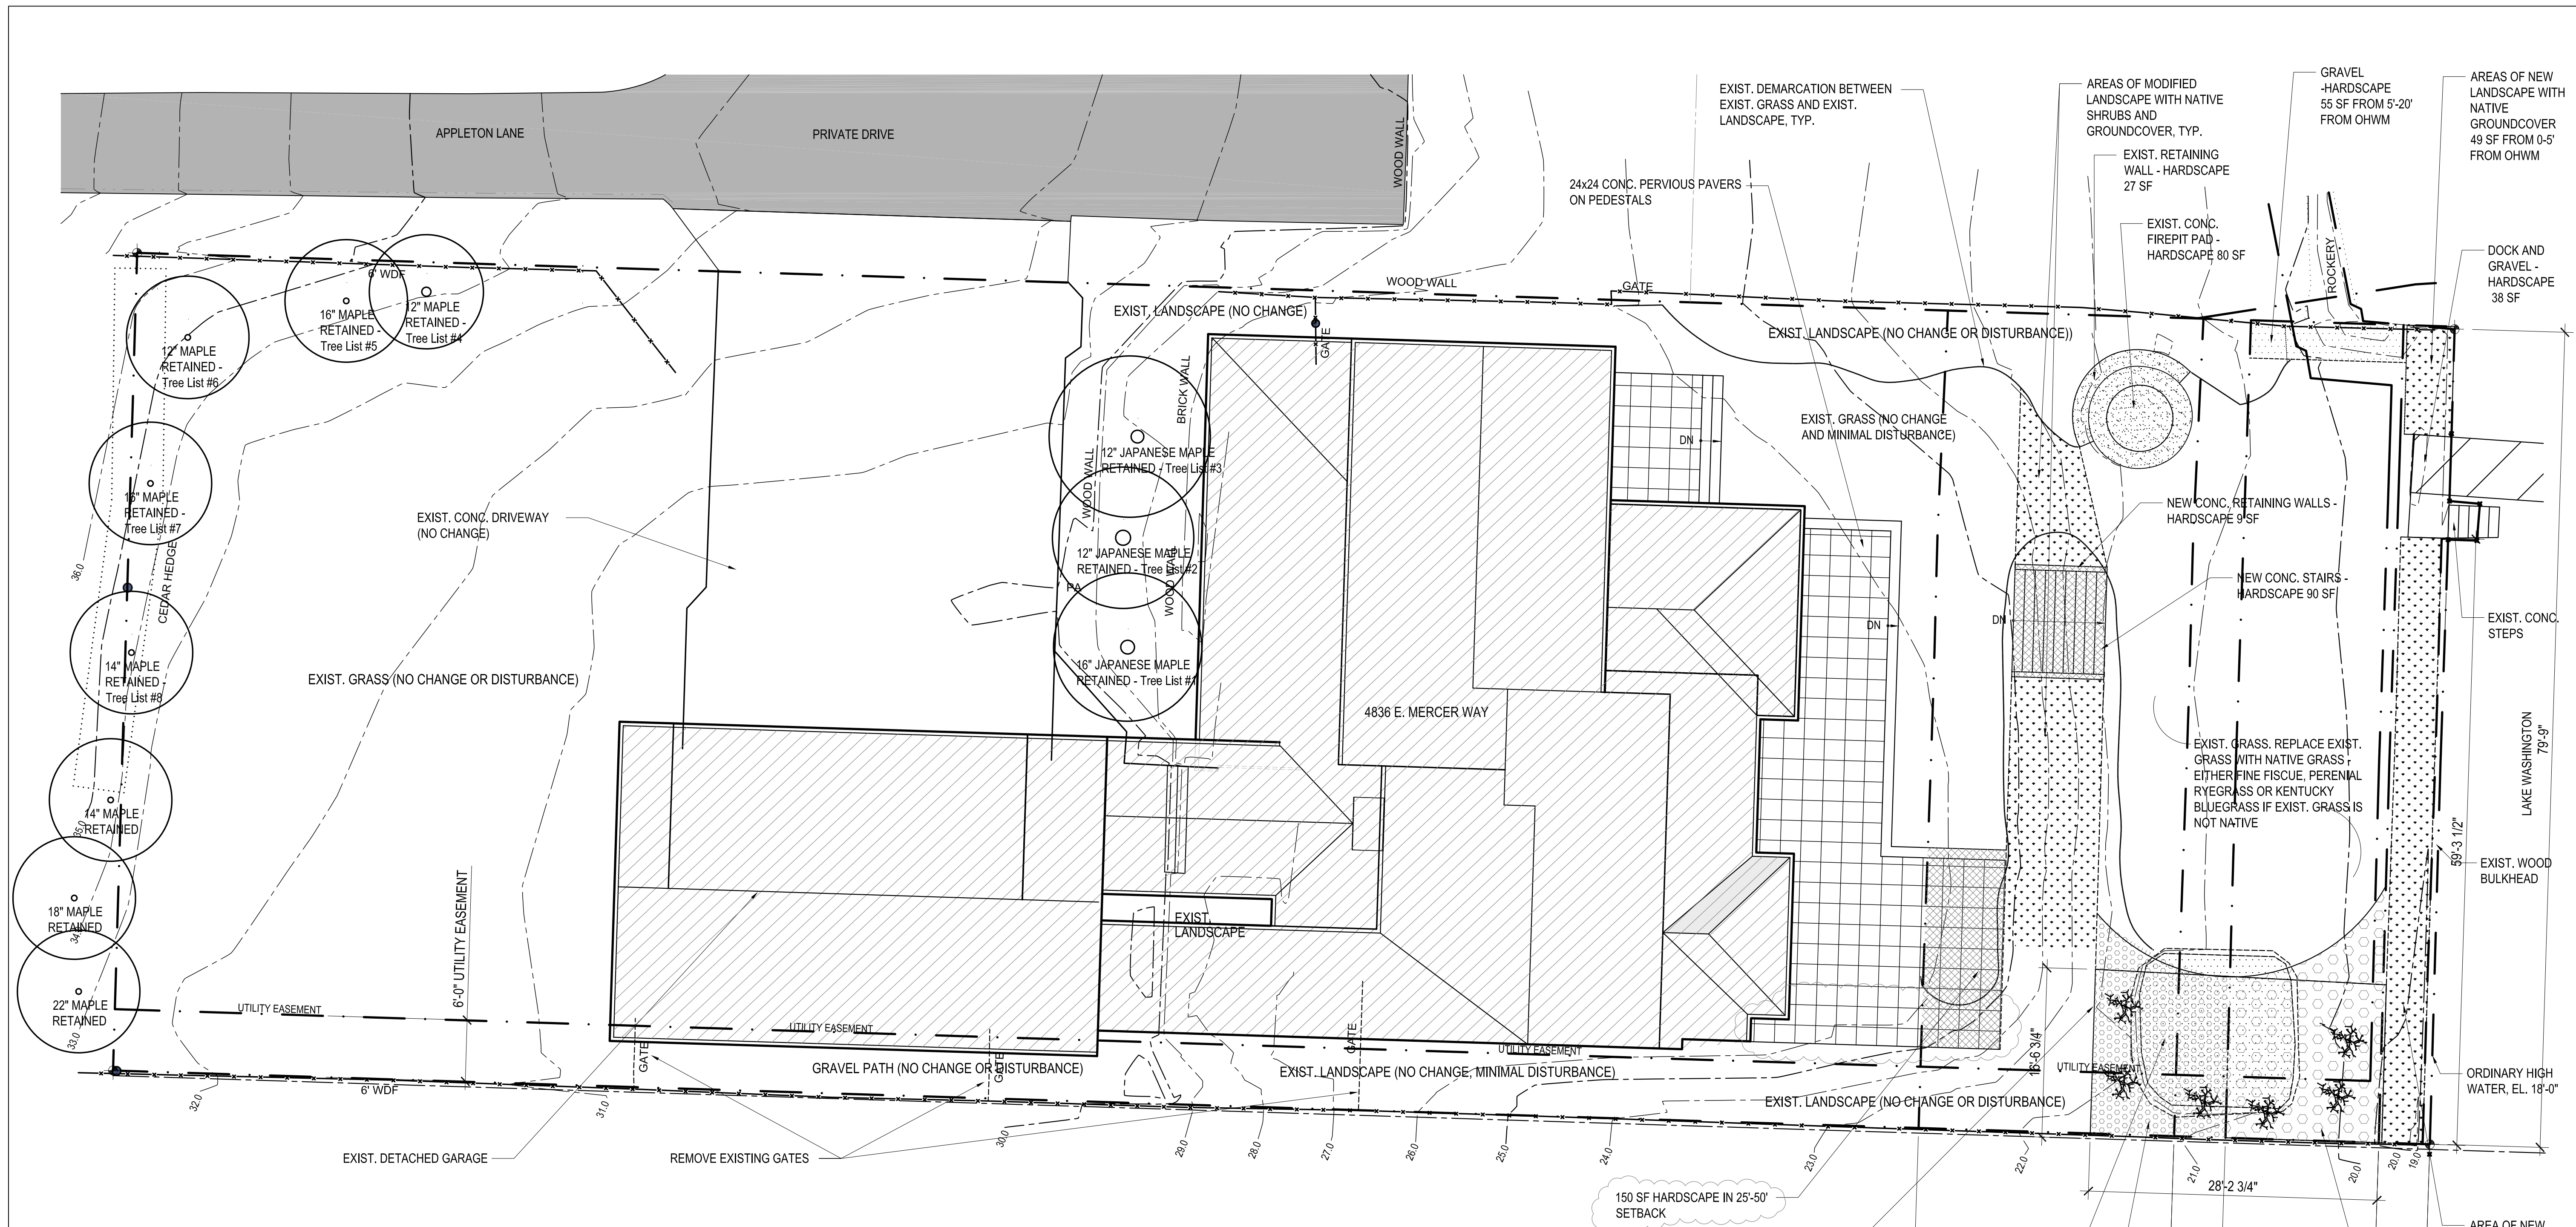 APPLETON LANE
PRIVATE DRIVE
WOOD WALL
EXIST. DEMARCATION BETWEEN
EXIST. GRASS AND EXIST.
LANDSCAPE, TYP.
24x24 CONC. PERVIOUS PAVERS
ON PEDESTALS
AREAS OF MODIFIED
LANDSCAPE WITH NATIVE
SHRUBS AND
GROUNDCOVER, TYP.
EXIST. RETAINING
WALL - HARDSCAPE
27 SF
EXIST. CONC.
FIREPIT PAD -
HARDSCAPE 80 SF
GRAVEL
-HARDSCAPE
55 SF FROM 5'-20'
FROM OHWM
AREAS OF NEW
LANDSCAPE WITH
NATIVE
GROUNDCOVER
49 SF FROM 0-5'
FROM OHWM
DOCK AND
GRAVEL -
HARDSCAPE
38 SF
ROCKERY
6' WDF
12" MAPLE
RETAINED -
Tree List #6
16" MAPLE
RETAINED -
Tree List #5
12" MAPLE
RETAINED -
Tree List #4
WOOD WALL
GATE
EXIST. LANDSCAPE (NO CHANGE)
GATE
EXIST. LANDSCAPE (NO CHANGE OR DISTURBANCE))
BRICK WALL
EXIST. GRASS (NO CHANGE
AND MINIMAL DISTURBANCE)
DN
12" JAPANESE MAPLE
RETAINED - Tree List #3
WOOD WALL
16" MAPLE
RETAINED -
Tree List #7
EXIST. CONC. DRIVEWAY
(NO CHANGE)
NEW CONC. RETAINING WALLS -
HARDSCAPE 9 SF
12" JAPANESE MAPLE
RETAINED - Tree List #2
PA
WOOD WALL
36.0
CEDAR HEDGE
NEW CONC. STAIRS -
HARDSCAPE 90 SF
DN
DN
EXIST. CONC.
STEPS
14" MAPLE
RETAINED -
Tree List #8
EXIST. GRASS (NO CHANGE OR DISTURBANCE)
16" JAPANESE MAPLE
RETAINED - Tree List #1
4836 E. MERCER WAY
EXIST. GRASS. REPLACE EXIST.
GRASS WITH NATIVE GRASS -
EITHER FINE FISCUE, PERENIAL
RYEGRASS OR KENTUCKY
BLUEGRASS IF EXIST. GRASS IS
NOT NATIVE
LAKE WASHINGTON
79'-9"
59'-3 1/2"
14" MAPLE
RETAINED
35.0
EXIST. WOOD
BULKHEAD
18" MAPLE
RETAINED
34.0
6'-0" UTILITY EASEMENT
EXIST.
LANDSCAPE
22" MAPLE
RETAINED
33.0
UTILITY EASEMENT
UTILITY EASEMENT
UTILITY EASEMENT
UTILITY EASEMENT
16'-6 3/4"
GATE
GATE
GATE
GRAVEL PATH (NO CHANGE OR DISTURBANCE)
EXIST. LANDSCAPE (NO CHANGE, MINIMAL DISTURBANCE)
EXIST. LANDSCAPE (NO CHANGE OR DISTURBANCE)
ORDINARY HIGH
WATER, EL. 18'-0"
6' WDF
32.0
31.0
30.0
29.0
28.0
27.0
26.0
25.0
24.0
23.0
22.0
21.0
20.0
20.0
19.0
EXIST. DETACHED GARAGE
REMOVE EXISTING GATES
28'-2 3/4"
150 SF HARDSCAPE IN 25'-50'
SETBACK
AREA OF NEW